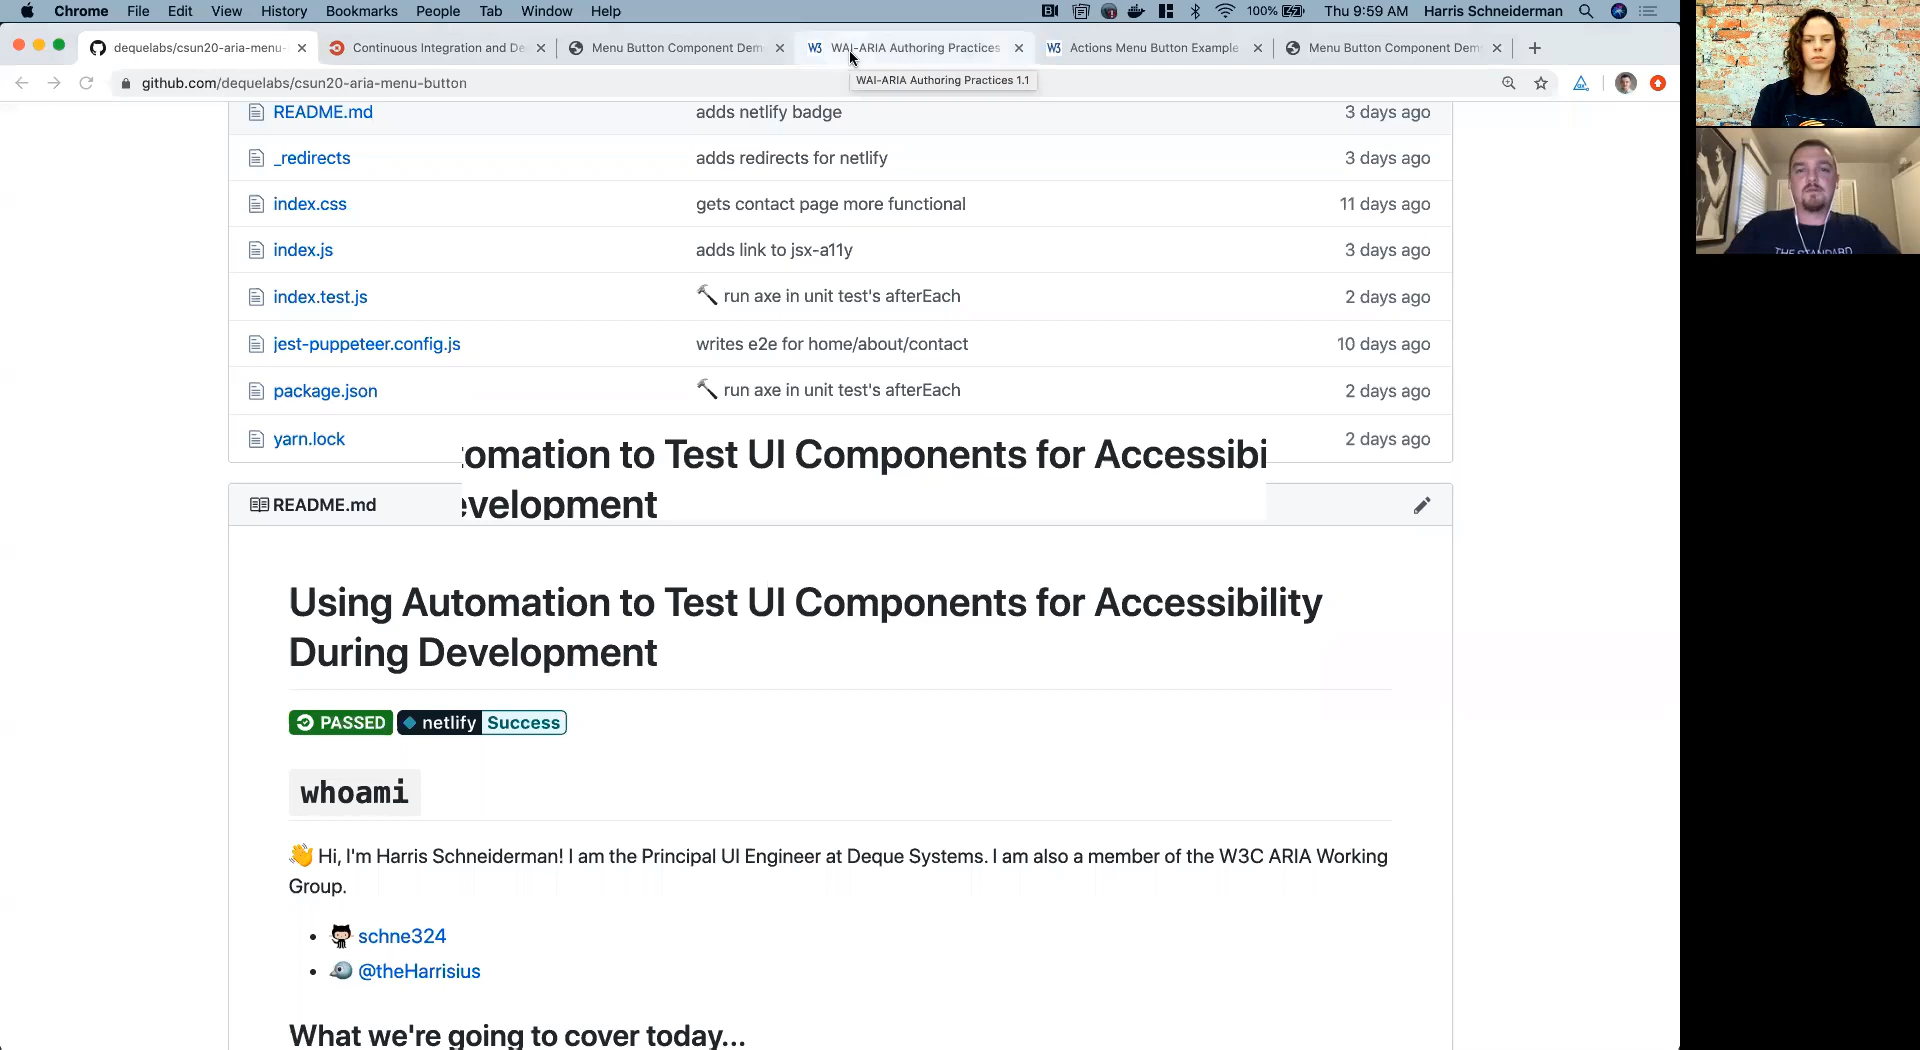 Chrome File Edit View History Bookmarks People Tab Window Help 100% Thu 9:59 AM Harris Schneiderman
dequelabs/csun20-aria-menu- Continuous Integration and De Menu Button Component Dem WAI-ARIA Authoring Practices Actions Menu Button Example Menu Button Component Dem
github.com/dequelabs/csun20-aria-menu-button
WAI-ARIA Authoring Practices 1.1
README.md adds netlify badge 3 days ago
_redirects adds redirects for netlify 3 days ago
index.css gets contact page more functional 11 days ago
index.js adds link to jsx-a11y 3 days ago
index.test.js run axe in unit test's afterEach 2 days ago
jest-puppeteer.config.js writes e2e for home/about/contact 10 days ago
package.json run axe in unit test's afterEach 2 days ago
yarn.lock 2 days ago
omation to Test UI Components for Accessibi
evelopment
README.md
Using Automation to Test UI Components for Accessibility
During Development
PASSED netlify Success
whoami
Hi, I'm Harris Schneiderman! I am the Principal UI Engineer at Deque Systems. I am also a member of the W3C ARIA Working
Group.
schne324
@theHarrisius
What we're going to cover today...
THE STANDARD